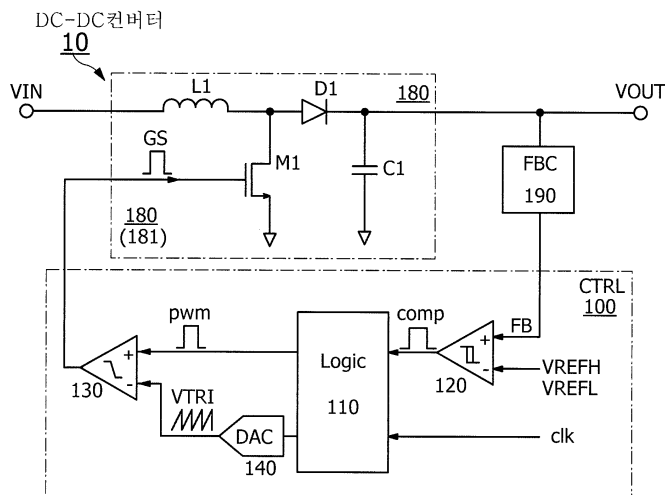 DC-DC컨버터
10
VIN
L1
D1
180
VOUT
GS
M1
C1
FBC
190
180
(181)
CTRL
100
pwm
comp
FB
+
-
130
Logic
110
+
-
120
VREFH
VREFL
VTRI
DAC
140
clk